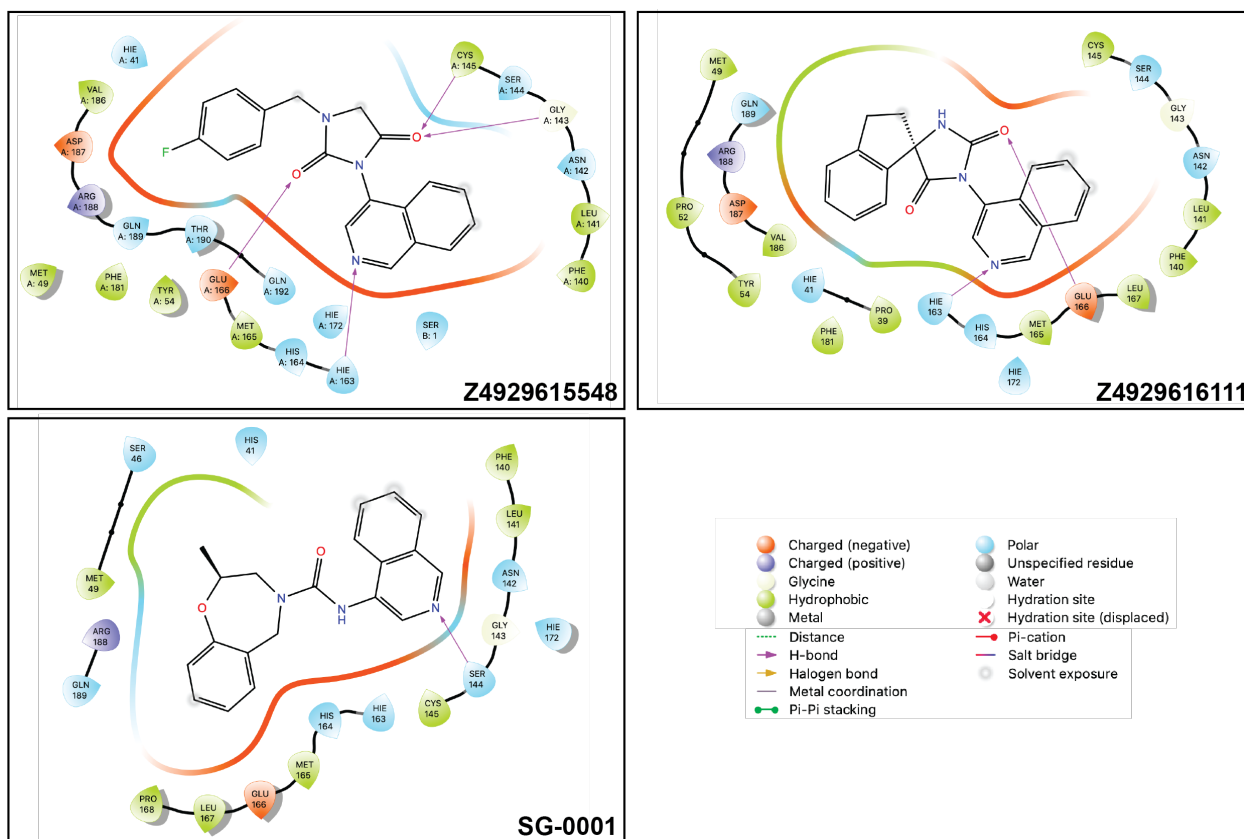 HIE
A: 41
VAL
A: 186
ASP
A: 187
ARG
A: 188
GLN
A: 189
THR
A: 190
MET
A: 49
PHE
A: 181
TYR
A: 54
GLU
A: 166
GLN
A: 192
MET
A: 165
HIE
A: 172
HIS
A: 164
HIE
A: 163
SER
B: 1
CYS
A: 145
SER
A: 144
GLY
A: 143
ASN
A: 142
LEU
A: 141
PHE
A: 140
F
N
O
O
N
N
Z4929615548
MET
49
GLN
189
ARG
188
ASP
187
VAL
186
PRO
52
TYR
54
HIE
41
PRO
39
PHE
181
HIE
163
HIS
164
MET
165
GLU
166
LEU
167
HIE
172
CYS
145
SER
144
GLY
143
ASN
142
LEU
141
PHE
140
H
N
O
O
N
N
Z4929616111
SER
46
HIS
41
MET
49
ARG
188
GLN
189
PRO
168
LEU
167
GLU
166
MET
165
HIS
164
HIE
163
CYS
145
SER
144
GLY
143
ASN
142
LEU
141
PHE
140
HIE
172
O
O
N
N
H
N
SG-0001
Charged (negative)
Charged (positive)
Glycine
Hydrophobic
Metal
Distance
H-bond
Halogen bond
Metal coordination
Pi-Pi stacking
Polar
Unspecified residue
Water
Hydration site
Hydration site (displaced)
Pi-cation
Salt bridge
Solvent exposure